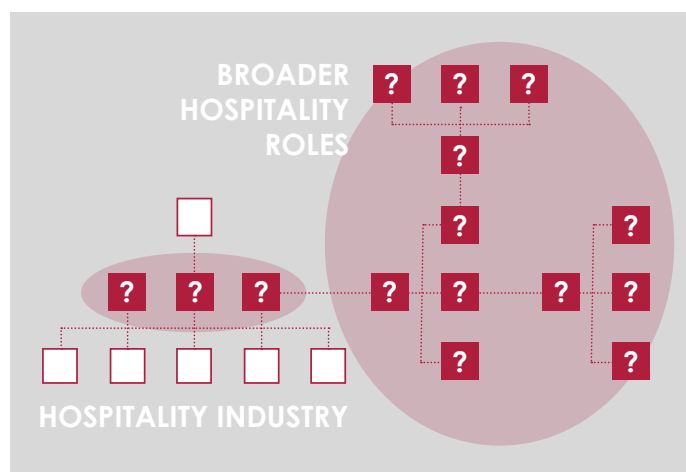 BROADER
HOSPITALITY
ROLES
? ? ?
?
? ?
? ? ? ? ? ? ?
? ?
HOSPITALITY INDUSTRY